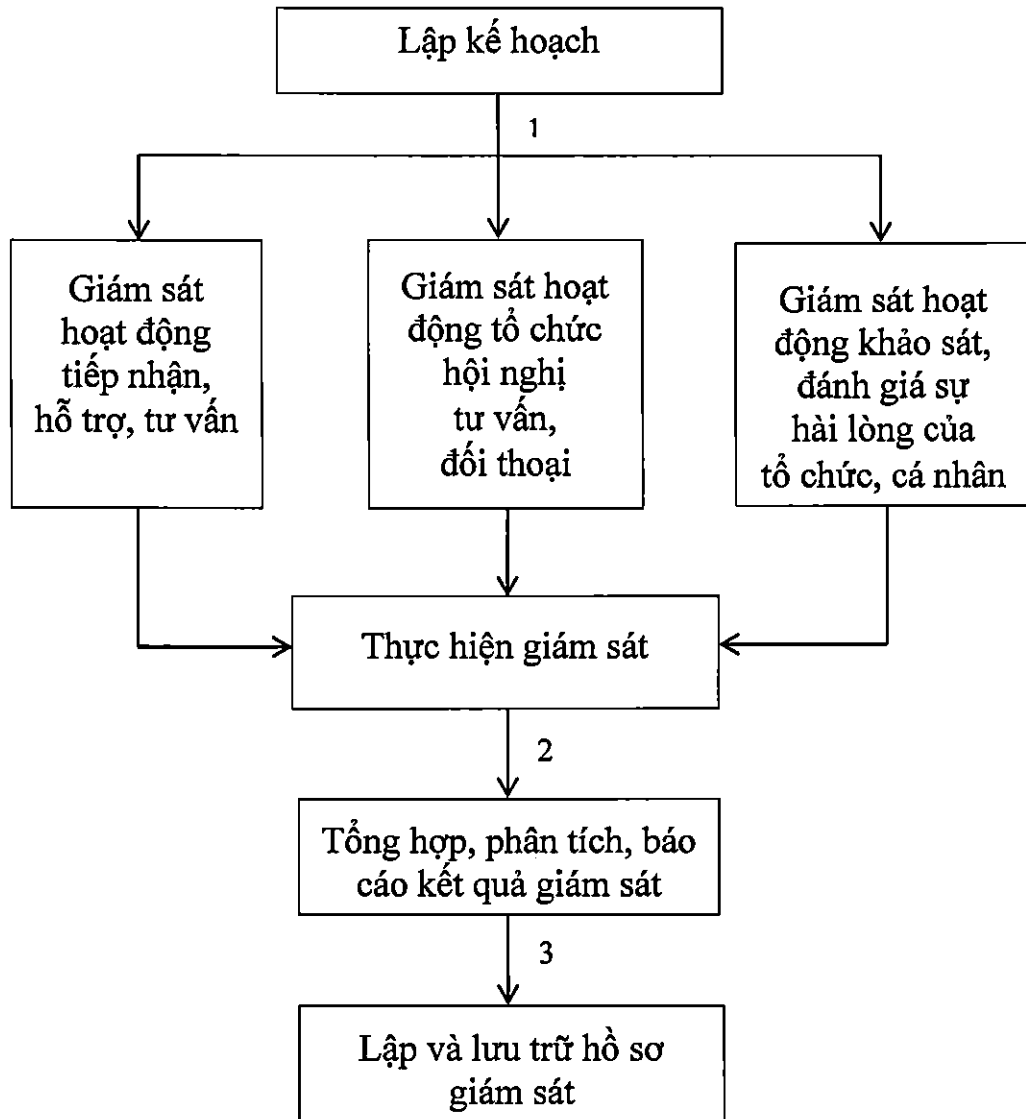 Lập kế hoạch
1
Giám sát
hoạt động
tiếp nhận,
hỗ trợ, tư vấn
Giám sát hoạt
động tổ chức
hội nghị
tư vấn,
đối thoại
Giám sát hoạt
động khảo sát,
đánh giá sự
hài lòng của
tổ chức, cá nhân
Thực hiện giám sát
2
Tổng hợp, phân tích, báo
cáo kết quả giám sát
3
Lập và lưu trữ hồ sơ
giám sát